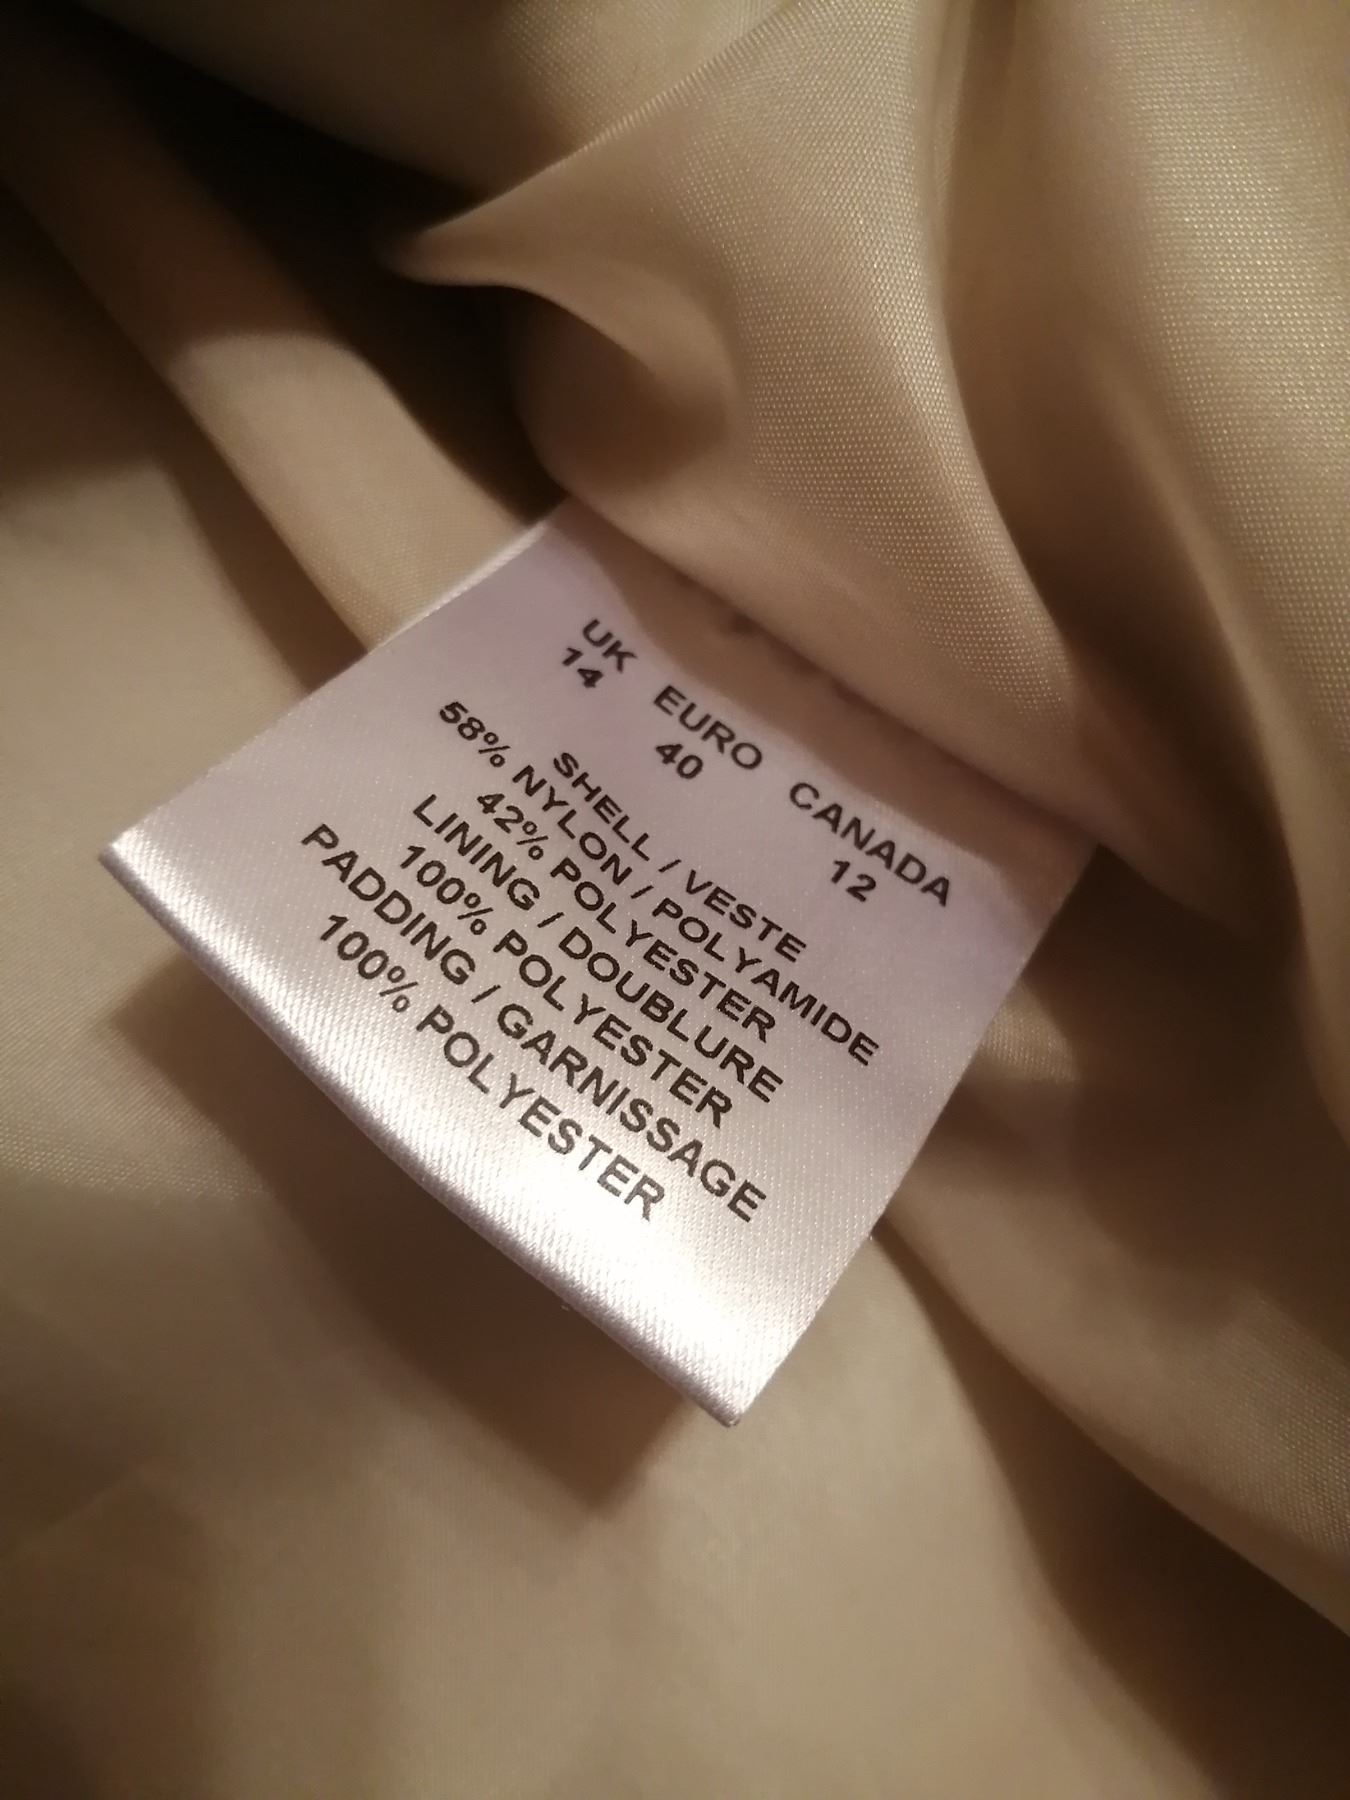 UK EURO CANADA
14 40 12
SHELL / VESTE
58% NYLON / POLYAMIDE
42% POLYESTER
LINING / DOUBLURE
100% POLYESTER
PADDING / GARNISSAGE
100% POLYESTER